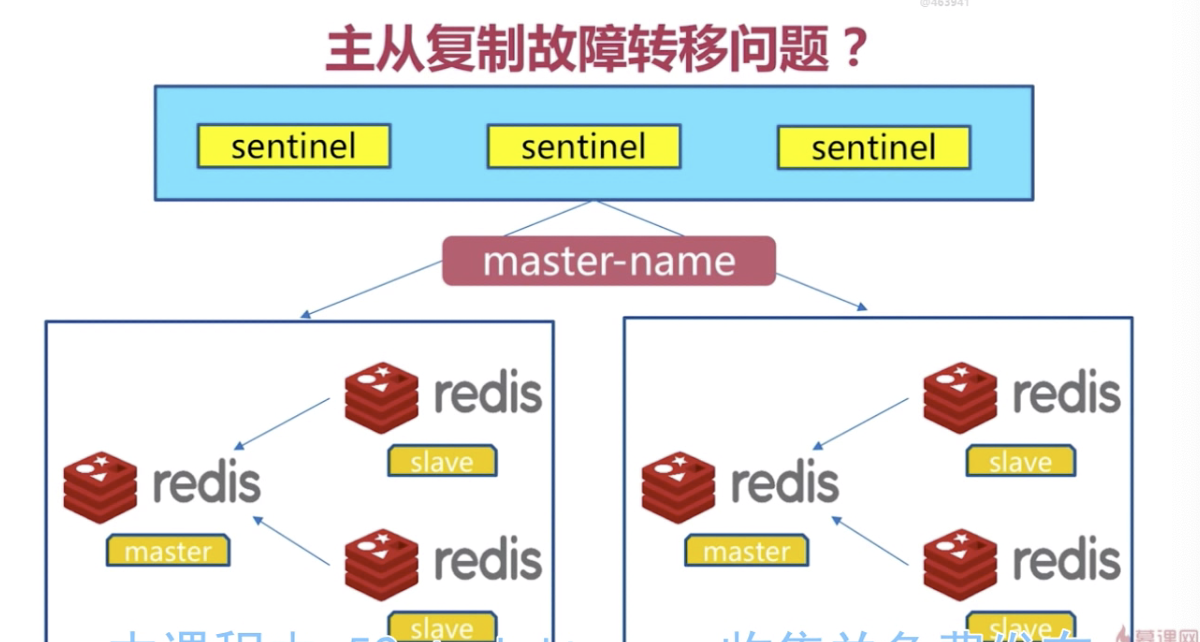 @463941
主从复制故障转移问题？
sentinel sentinel sentinel
master-name
redis redis
slave slave
redis redis
master master
redis redis
slave slave
慕课网